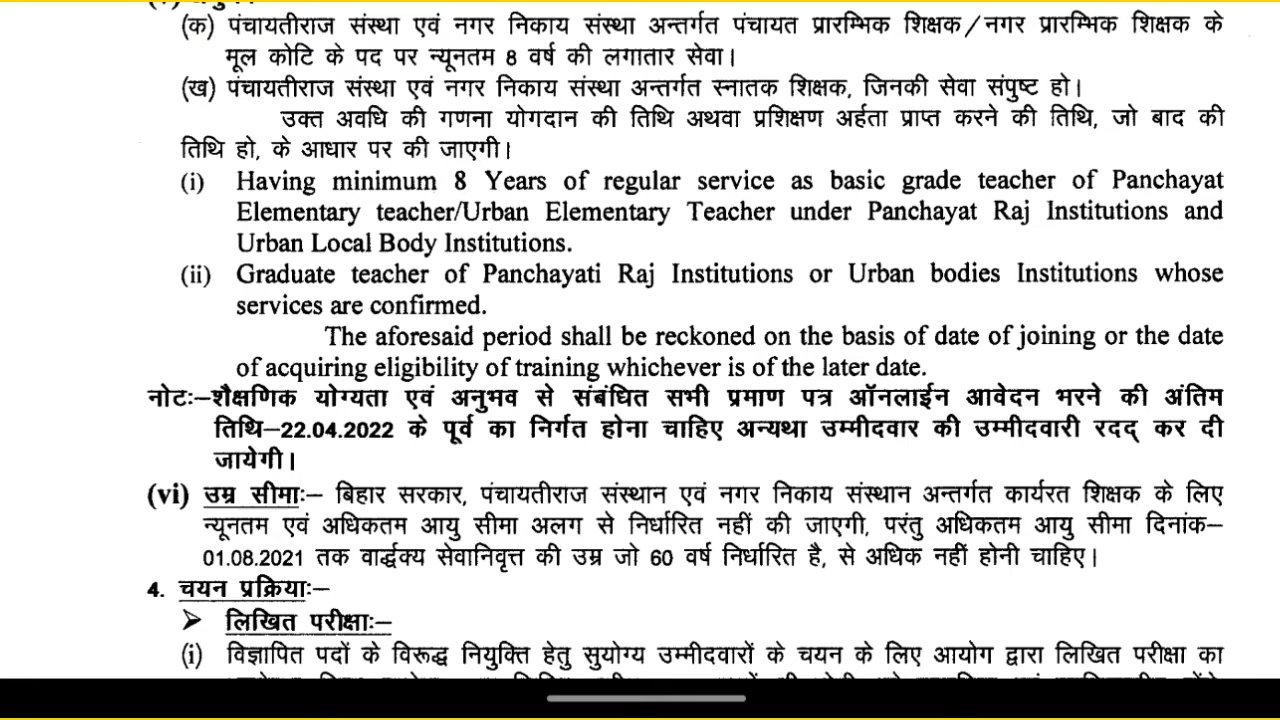 (क) पंचायतीराज संस्था एवं नगर निकाय संस्था अन्तर्गत पंचायत प्रारम्भिक शिक्षक/नगर प्रारम्भिक शिक्षक के
मूल कोटि के पद पर न्यूनतम 8 वर्ष की लगातार सेवा।
(ख) पंचायतीराज संस्था एवं नगर निकाय संस्था अन्तर्गत स्नातक शिक्षक, जिनकी सेवा संपुष्ट हो।
उक्त अवधि की गणना योगदान की तिथि अथवा प्रशिक्षण अर्हता प्राप्त करने की तिथि, जो बाद की
तिथि हो, के आधार पर की जाएगी।
(i) Having minimum 8 Years of regular service as basic grade teacher of Panchayat
Elementary teacher/Urban Elementary Teacher under Panchayat Raj Institutions and
Urban Local Body Institutions.
(ii) Graduate teacher of Panchayati Raj Institutions or Urban bodies Institutions whose
services are confirmed.
The aforesaid period shall be reckoned on the basis of date of joining or the date
of acquiring eligibility of training whichever is of the later date.
नोटः–शैक्षणिक योग्यता एवं अनुभव से संबंधित सभी प्रमाण पत्र ऑनलाईन आवेदन भरने की अंतिम
तिथि–22.04.2022 के पूर्व का निर्गत होना चाहिए अन्यथा उम्मीदवार की उम्मीदवारी रदद् कर दी
जायेगी।
(vi) उम्र सीमाः– बिहार सरकार, पंचायतीराज संस्थान एवं नगर निकाय संस्थान अन्तर्गत कार्यरत शिक्षक के लिए
न्यूनतम एवं अधिकतम आयु सीमा अलग से निर्धारित नहीं की जाएगी, परंतु अधिकतम आयु सीमा दिनांक–
01.08.2021 तक वार्द्धक्य सेवानिवृत्त की उम्र जो 60 वर्ष निर्धारित है, से अधिक नहीं होनी चाहिए।
4. चयन प्रक्रियाः–
➢ लिखित परीक्षाः–
(i) विज्ञापित पदों के विरूद्ध नियुक्ति हेतु सुयोग्य उम्मीदवारों के चयन के लिए आयोग द्वारा लिखित परीक्षा का